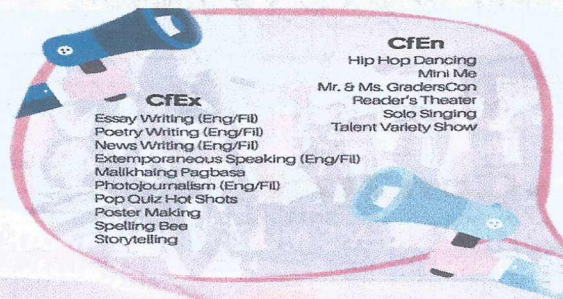 CfEn
Hip Hop Dancing
Mini Me
Mr. & Ms. GradersCon
Reader's Theater
Solo Singing
Talent Variety Show
CfEx
Essay Writing (Eng/Fil)
Poetry Writing (Eng/Fil)
News Writing (Eng/Fil)
Extemporaneous Speaking (Eng/Fil)
Malikhaing Pagbasa
Photojournalism (Eng/Fil)
Pop Quiz Hot Shots
Poster Making
Spelling Bee
Storytelling